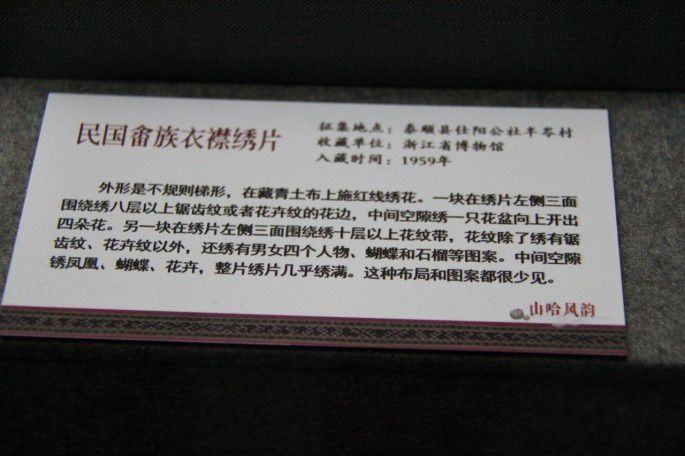 民国畲族衣襟绣片
征集地点：泰顺县仕阳公社丰岑村
收藏单位：浙江省博物馆
入藏时间：1959年
外形是不规则梯形，在藏青土布上施红线绣花。一块在绣片左侧三面
围绕绣八层以上锯齿纹或者花卉纹的花边，中间空隙绣一只花盆向上开出
四朵花。另一块在绣片左侧三面围绕绣十层以上花纹带，花纹除了绣有锯
齿纹、花卉纹以外，还绣有男女四个人物、蝴蝶和石榴等图案。中间空隙
锈凤凰、蝴蝶、花卉，整片绣片几乎绣满。这种布局和图案都很少见。
山哈风韵